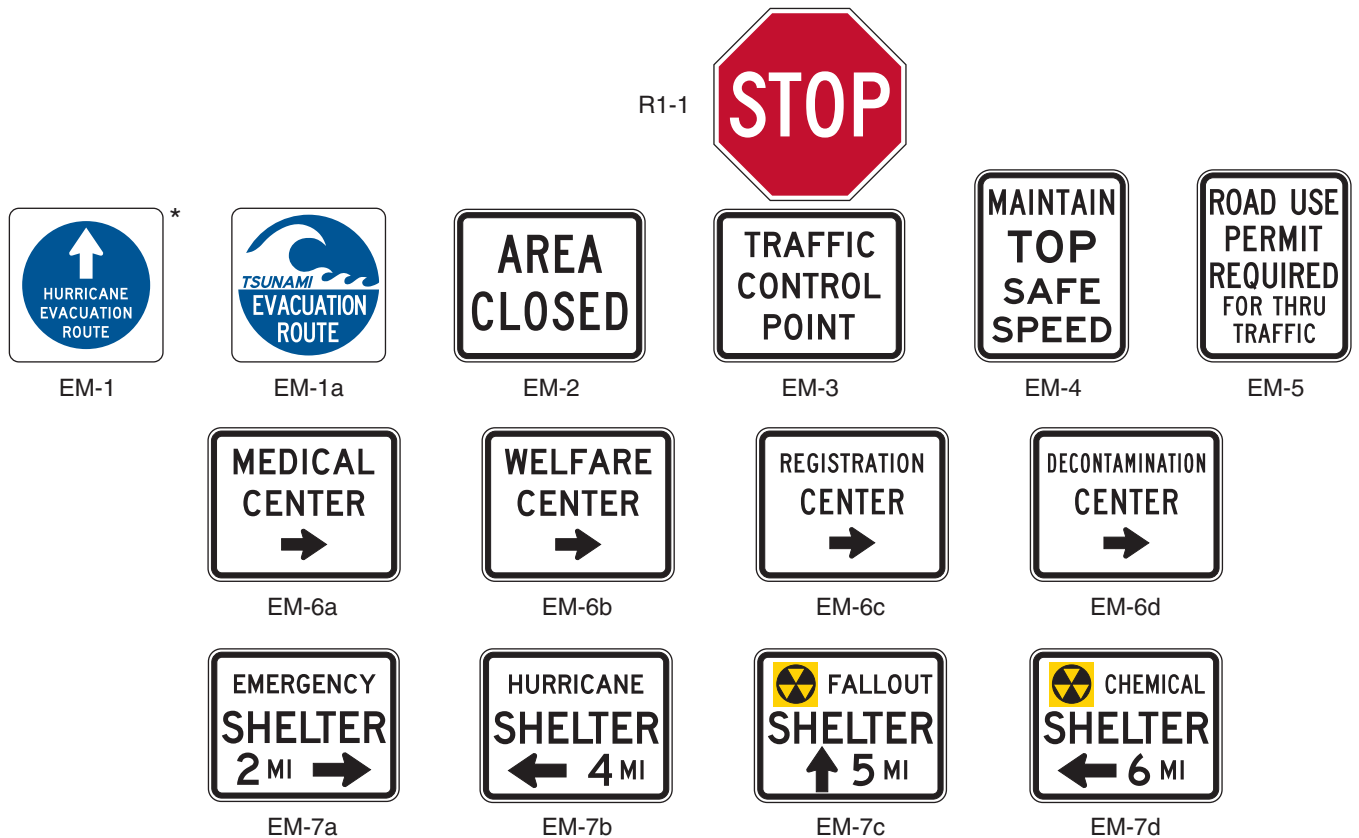 R1-1
STOP
*
HURRICANE
EVACUATION
ROUTE
EM-1
TSUNAMI
EVACUATION
ROUTE
EM-1a
AREA
CLOSED
EM-2
TRAFFIC
CONTROL
POINT
EM-3
MAINTAIN
TOP
SAFE
SPEED
EM-4
ROAD USE
PERMIT
REQUIRED
FOR THRU
TRAFFIC
EM-5
MEDICAL
CENTER
EM-6a
WELFARE
CENTER
EM-6b
REGISTRATION
CENTER
EM-6c
DECONTAMINATION
CENTER
EM-6d
EMERGENCY
SHELTER
2 MI
EM-7a
HURRICANE
SHELTER
4 MI
EM-7b
FALLOUT
SHELTER
5 MI
EM-7c
CHEMICAL
SHELTER
6 MI
EM-7d